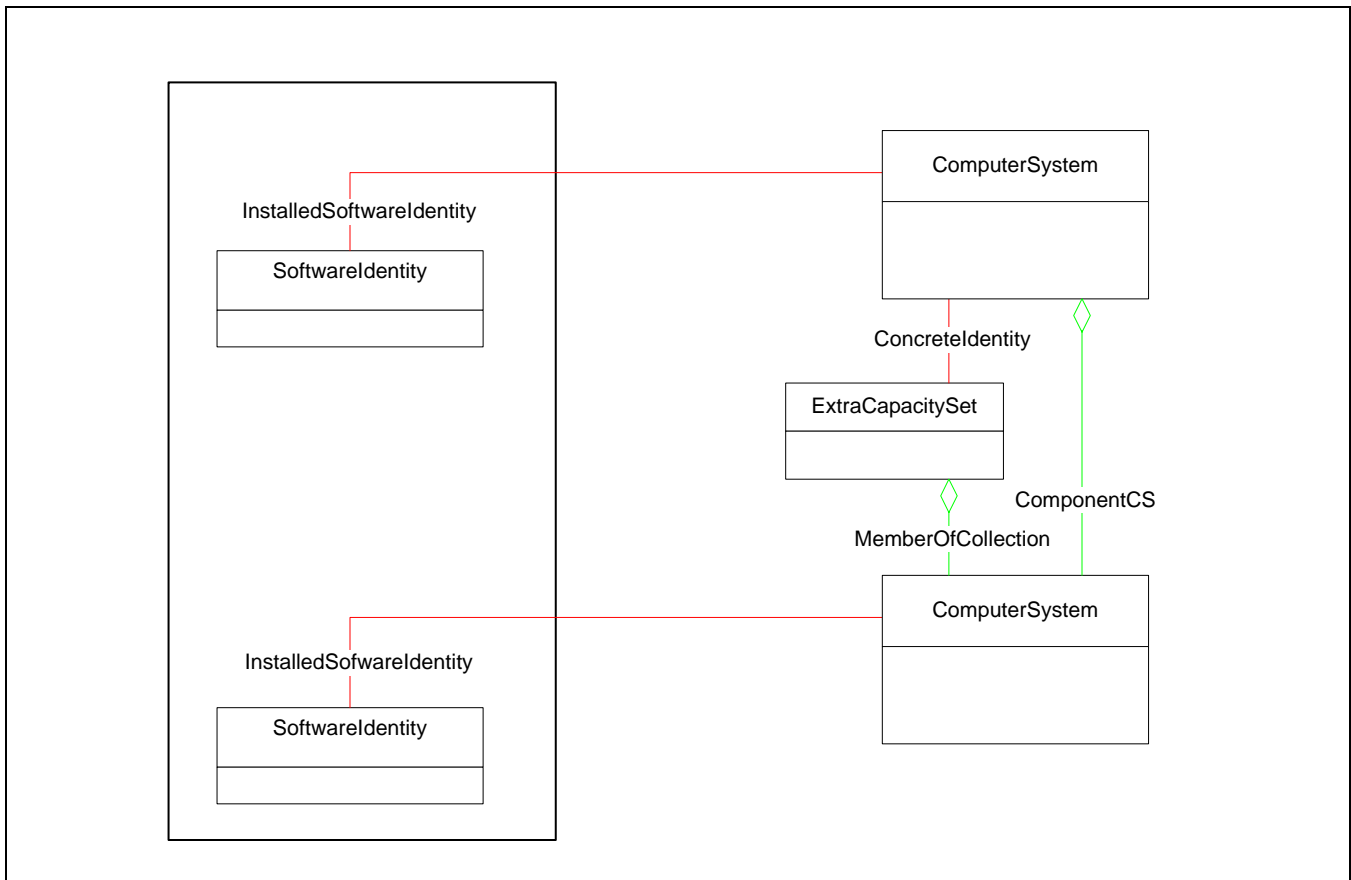 ComputerSystem
InstalledSoftwareIdentity
SoftwareIdentity
ConcreteIdentity
ExtraCapacitySet
ComponentCS
MemberOfCollection
ComputerSystem
InstalledSofwareIdentity
SoftwareIdentity